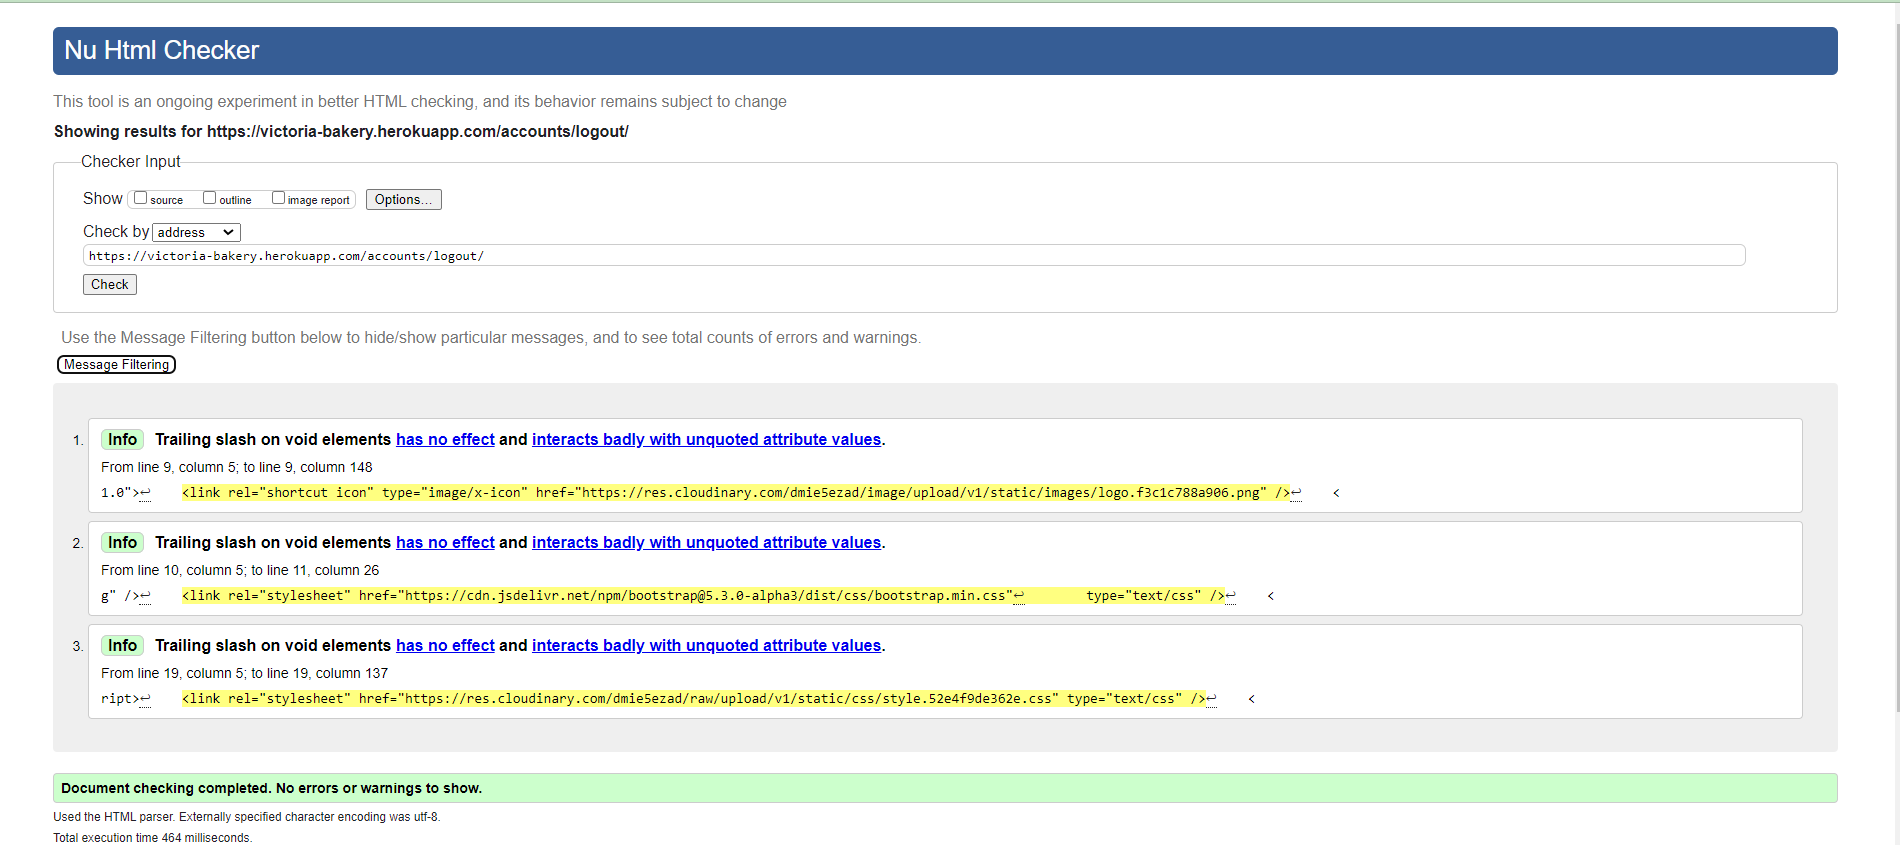 Nu Html Checker
This tool is an ongoing experiment in better HTML checking, and its behavior remains subject to change
Showing results for https://victoria-bakery.herokuapp.com/accounts/logout/
Checker Input
Show source outline image report Options...
Check by address
https://victoria-bakery.herokuapp.com/accounts/logout/
Check
Use the Message Filtering button below to hide/show particular messages, and to see total counts of errors and warnings.
Message Filtering
1. Info Trailing slash on void elements has no effect and interacts badly with unquoted attribute values.
From line 9, column 5; to line 9, column 148
1.0">↩ <link rel="shortcut icon" type="image/x-icon" href="https://res.cloudinary.com/dmie5ezad/image/upload/v1/static/images/logo.f3c1c788a906.png" />↩ <
2. Info Trailing slash on void elements has no effect and interacts badly with unquoted attribute values.
From line 10, column 5; to line 11, column 26
g" />↩ <link rel="stylesheet" href="https://cdn.jsdelivr.net/npm/bootstrap@5.3.0-alpha3/dist/css/bootstrap.min.css"↩ type="text/css" />↩ <
3. Info Trailing slash on void elements has no effect and interacts badly with unquoted attribute values.
From line 19, column 5; to line 19, column 137
ript>↩ <link rel="stylesheet" href="https://res.cloudinary.com/dmie5ezad/raw/upload/v1/static/css/style.52e4f9de362e.css" type="text/css" />↩ <
Document checking completed. No errors or warnings to show.
Used the HTML parser. Externally specified character encoding was utf-8.
Total execution time 464 milliseconds.